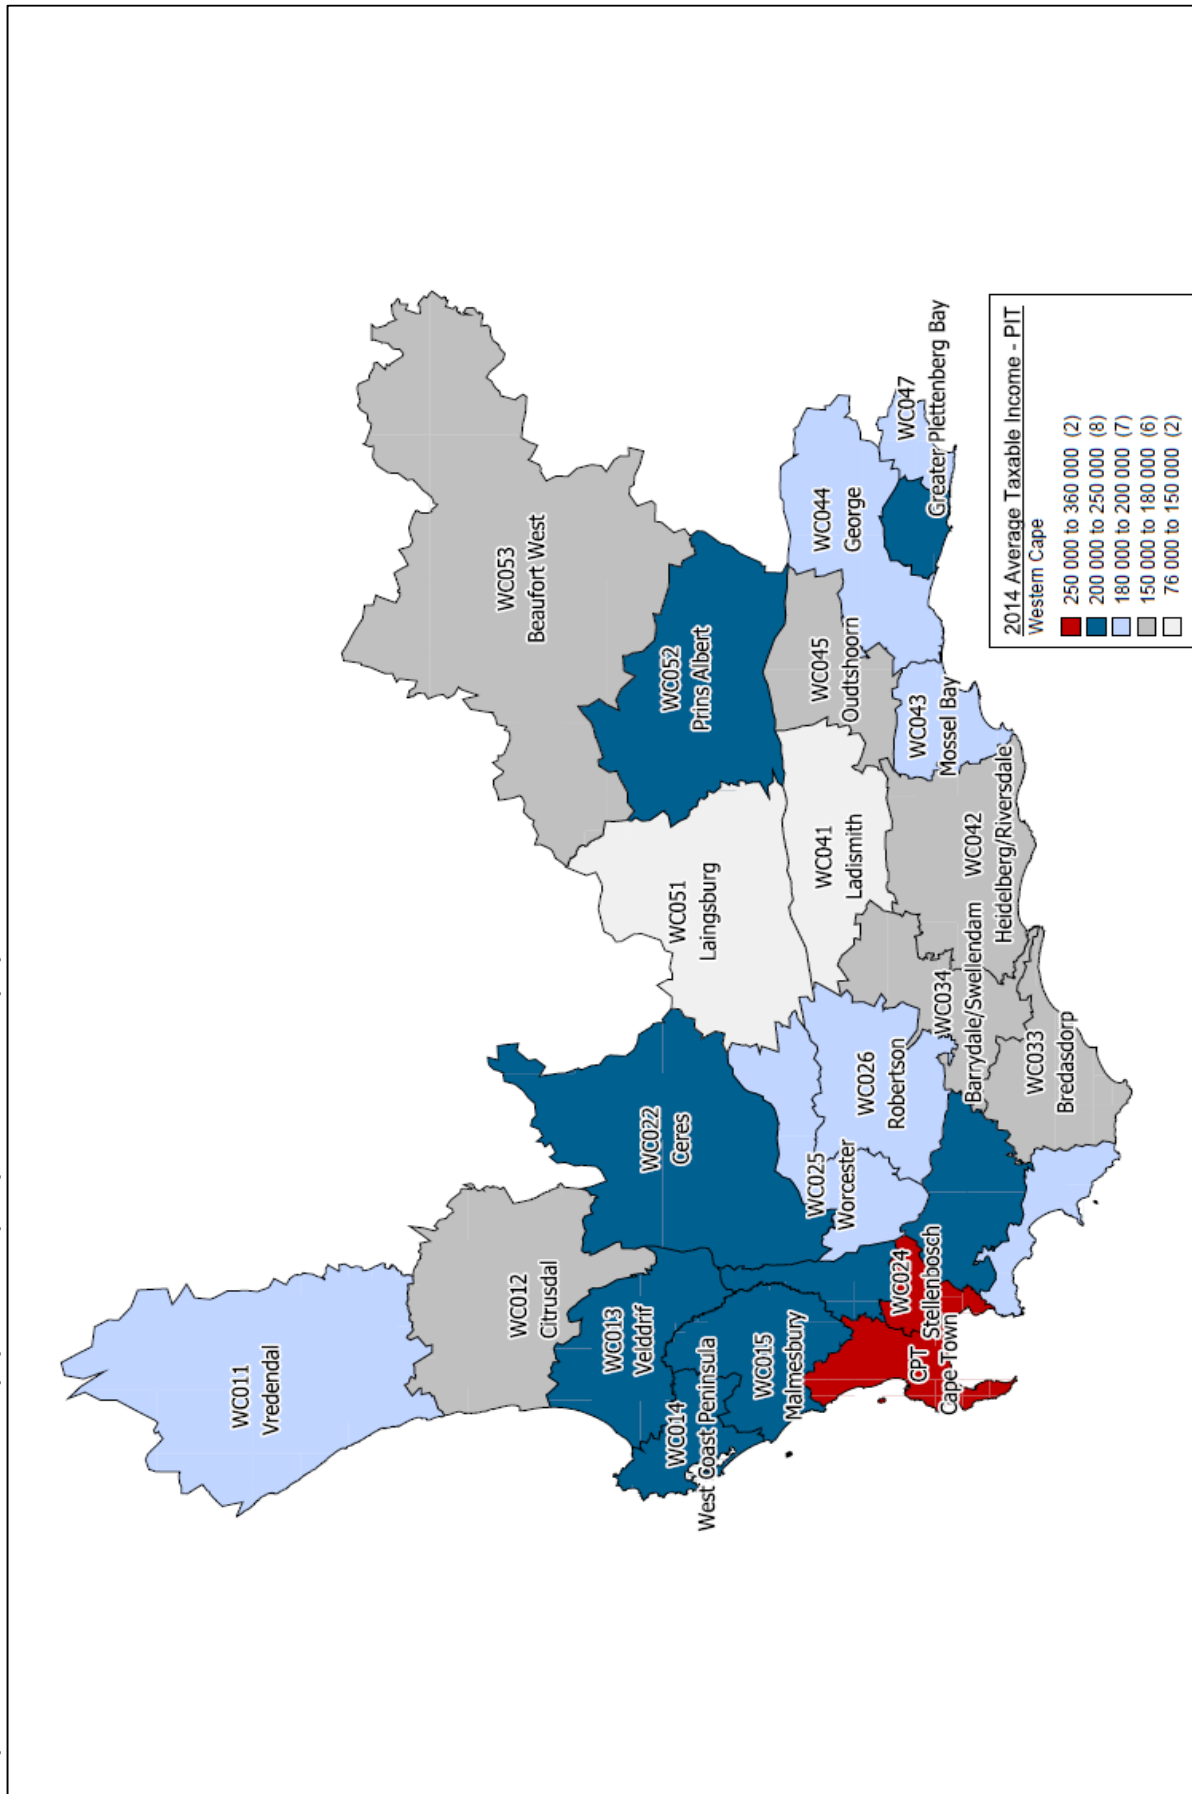 WC011
Vredendal
WC012
Citrusdal
WC013
Velddrif
WC014
West Coast Peninsula
WC015
Malmesbury
CPT
Cape Town
WC024
Stellenbosch
WC022
Ceres
WC025
Worcester
WC026
Robertson
WC034
Barrydale/Swellendam
WC033
Bredasdorp
WC051
Laingsburg
WC041
Ladismith
WC042
Heidelberg/Riversdale
WC053
Beaufort West
WC052
Prins Albert
WC045
Oudtshoorn
WC043
Mossel Bay
WC044
George
WC047
Greater Plettenberg Bay
2014 Average Taxable Income - PIT
Western Cape
250 000 to 360 000 (2)
200 000 to 250 000 (8)
180 000 to 200 000 (7)
150 000 to 180 000 (6)
76 000 to 150 000 (2)